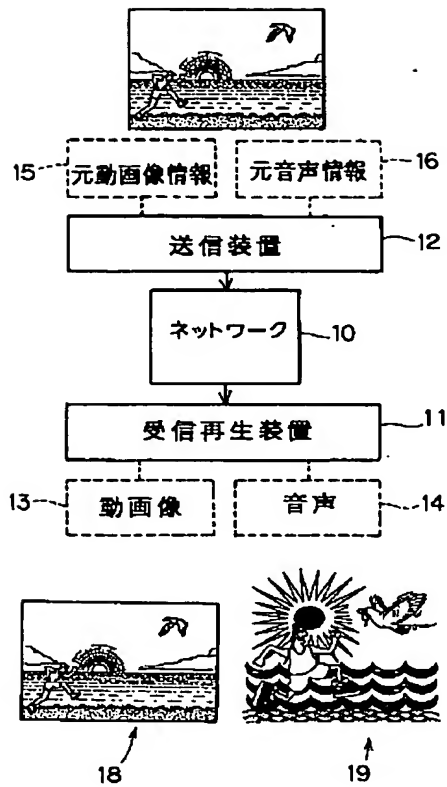 15 元動画像情報 元音声情報 16
送信装置 12
ネットワーク 10
受信再生装置 11
13 動画像 音声 14
18 19